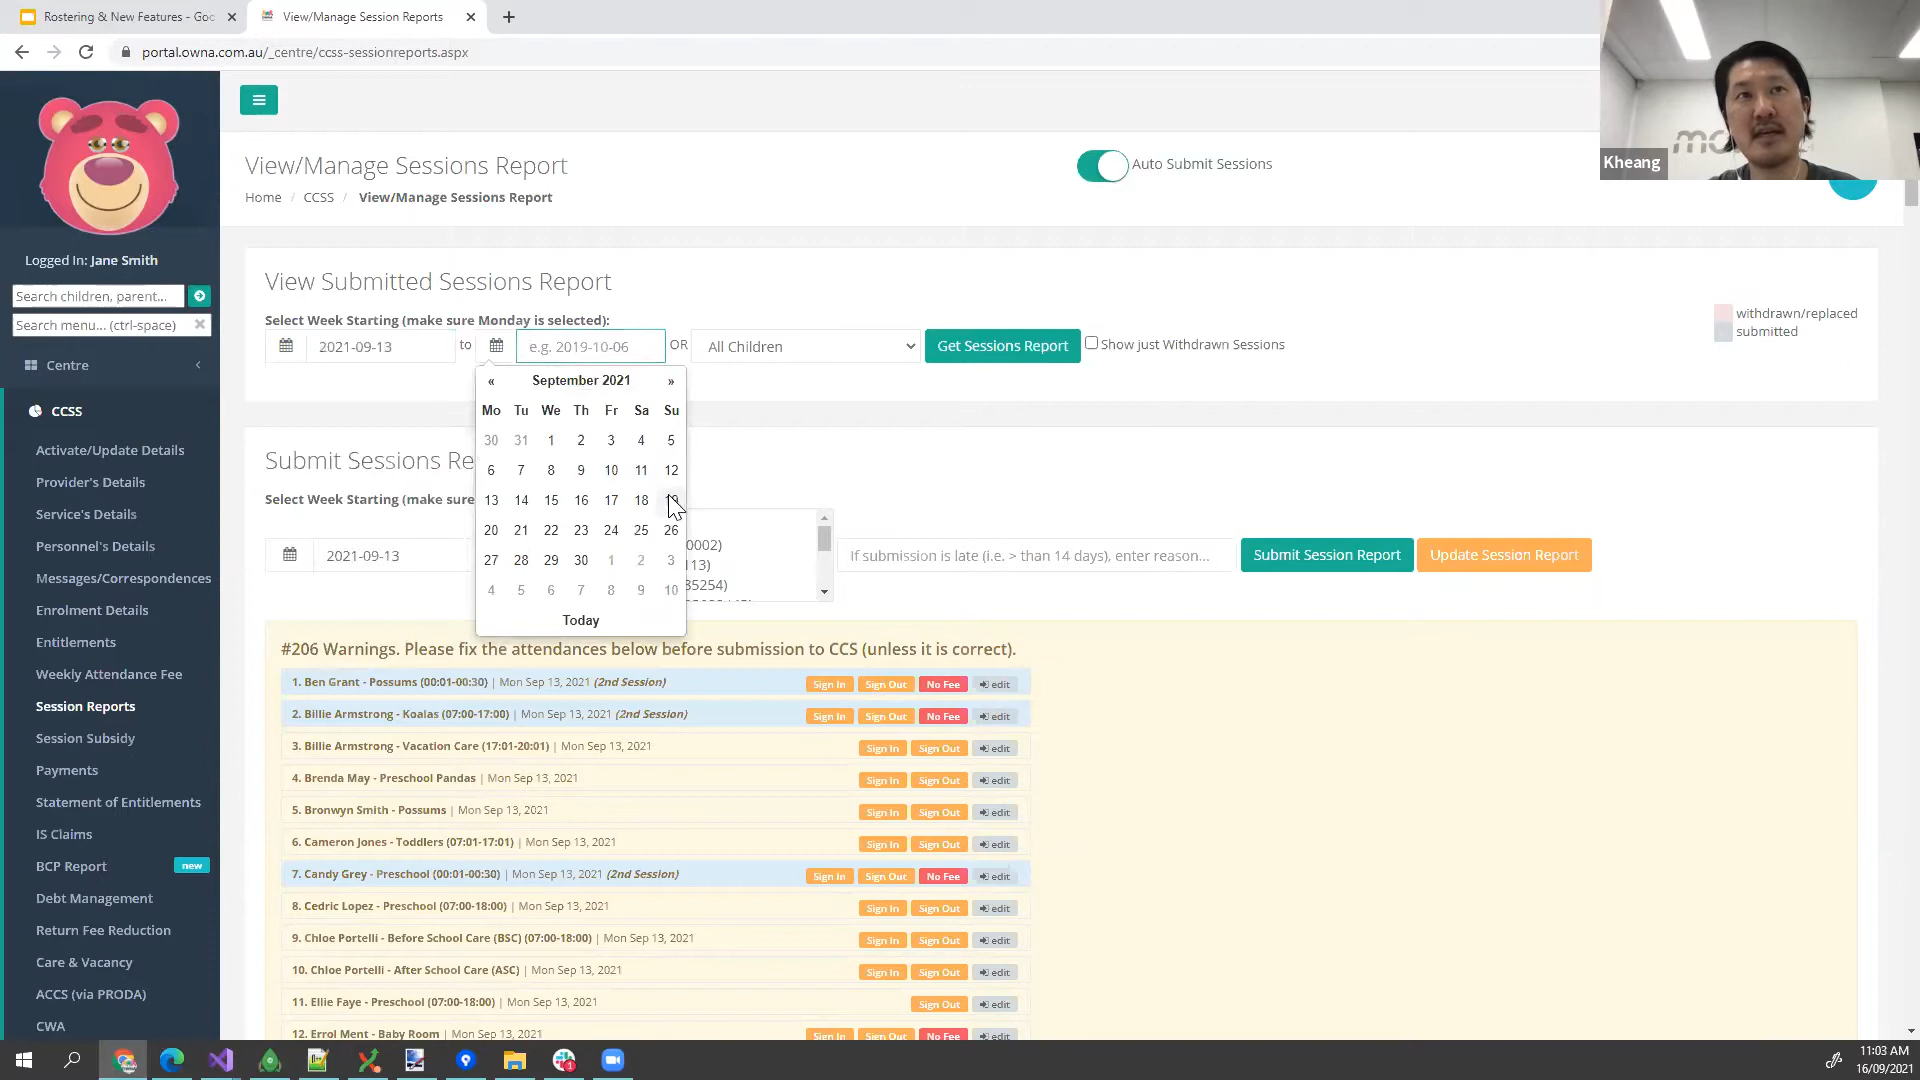 Rostering & New Features - Goc
View/Manage Session Reports
portal.owna.com.au/_centre/ccss-sessionreports.aspx
Kheang
View/Manage Sessions Report
Auto Submit Sessions
Home / CCSS / View/Manage Sessions Report
Logged In: Jane Smith
Search children, parent...
Search menu... (ctrl-space)
Centre
CCSS
Activate/Update Details
Provider's Details
Service's Details
Personnel's Details
Messages/Correspondences
Enrolment Details
Entitlements
Weekly Attendance Fee
Session Reports
Session Subsidy
Payments
Statement of Entitlements
IS Claims
BCP Report new
Debt Management
Return Fee Reduction
Care & Vacancy
ACCS (via PRODA)
CWA
View Submitted Sessions Report
Select Week Starting (make sure Monday is selected):
2021-09-13 to e.g. 2019-10-06 OR All Children Get Sessions Report Show just Withdrawn Sessions
withdrawn/replaced
submitted
« September 2021 »
Mo Tu We Th Fr Sa Su
30 31 1 2 3 4 5
6 7 8 9 10 11 12
13 14 15 16 17 18 19
20 21 22 23 24 25 26
27 28 29 30 1 2 3
4 5 6 7 8 9 10
Today
Submit Sessions Re
Select Week Starting (make sure
2021-09-13
0002)
113)
35254)
If submission is late (i.e. > than 14 days), enter reason...
Submit Session Report
Update Session Report
#206 Warnings. Please fix the attendances below before submission to CCS (unless it is correct).
1. Ben Grant - Possums (00:01-00:30) | Mon Sep 13, 2021 (2nd Session) Sign In Sign Out No Fee edit
2. Billie Armstrong - Koalas (07:00-17:00) | Mon Sep 13, 2021 (2nd Session) Sign In Sign Out No Fee edit
3. Billie Armstrong - Vacation Care (17:01-20:01) | Mon Sep 13, 2021 Sign In Sign Out edit
4. Brenda May - Preschool Pandas | Mon Sep 13, 2021 Sign In Sign Out edit
5. Bronwyn Smith - Possums | Mon Sep 13, 2021 Sign In Sign Out edit
6. Cameron Jones - Toddlers (07:01-17:01) | Mon Sep 13, 2021 Sign In Sign Out edit
7. Candy Grey - Preschool (00:01-00:30) | Mon Sep 13, 2021 (2nd Session) Sign In Sign Out No Fee edit
8. Cedric Lopez - Preschool (07:00-18:00) | Mon Sep 13, 2021 Sign In Sign Out edit
9. Chloe Portelli - Before School Care (BSC) (07:00-18:00) | Mon Sep 13, 2021 Sign In Sign Out edit
10. Chloe Portelli - After School Care (ASC) | Mon Sep 13, 2021 Sign In Sign Out edit
11. Ellie Faye - Preschool (07:00-18:00) | Mon Sep 13, 2021 Sign Out edit
12. Errol Ment - Baby Room | Mon Sep 13, 2021 Sign In Sign Out No Fee edit
11:03 AM
16/09/2021